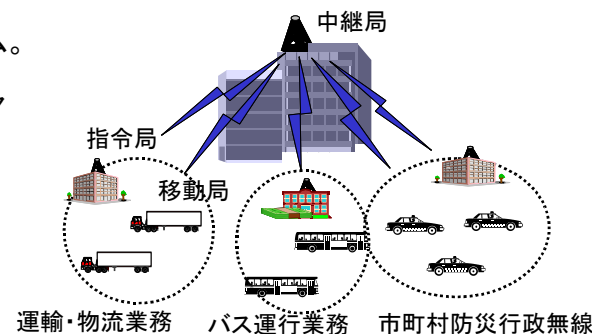 中継局
。
指令局
移動局
運輸・物流業務
バス運行業務
市町村防災行政無線